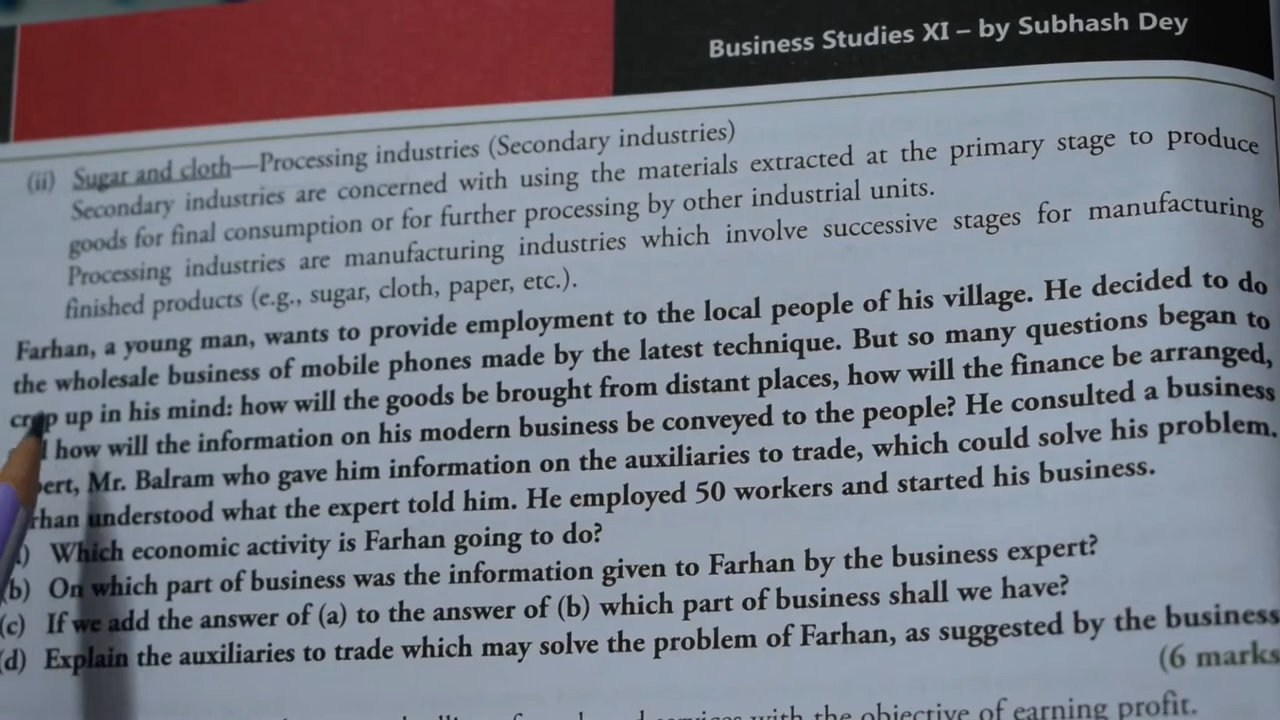 Business Studies XI – by Subhash Dey
(ii) Sugar and cloth—Processing industries (Secondary industries)
Secondary industries are concerned with using the materials extracted at the primary stage to produce
goods for final consumption or for further processing by other industrial units.
Processing industries are manufacturing industries which involve successive stages for manufacturing
finished products (e.g., sugar, cloth, paper, etc.).
Farhan, a young man, wants to provide employment to the local people of his village. He decided to do
the wholesale business of mobile phones made by the latest technique. But so many questions began to
up in his mind: how will the goods be brought from distant places, how will the finance be arranged,
how will the information on his modern business be conveyed to the people? He consulted a business
Mr. Balram who gave him information on the auxiliaries to trade, which could solve his problem.
understood what the expert told him. He employed 50 workers and started his business.
Which economic activity is Farhan going to do?
(b) On which part of business was the information given to Farhan by the business expert?
(c) If we add the answer of (a) to the answer of (b) which part of business shall we have?
(d) Explain the auxiliaries to trade which may solve the problem of Farhan, as suggested by the business
(6 marks
with the objective of earning profit.